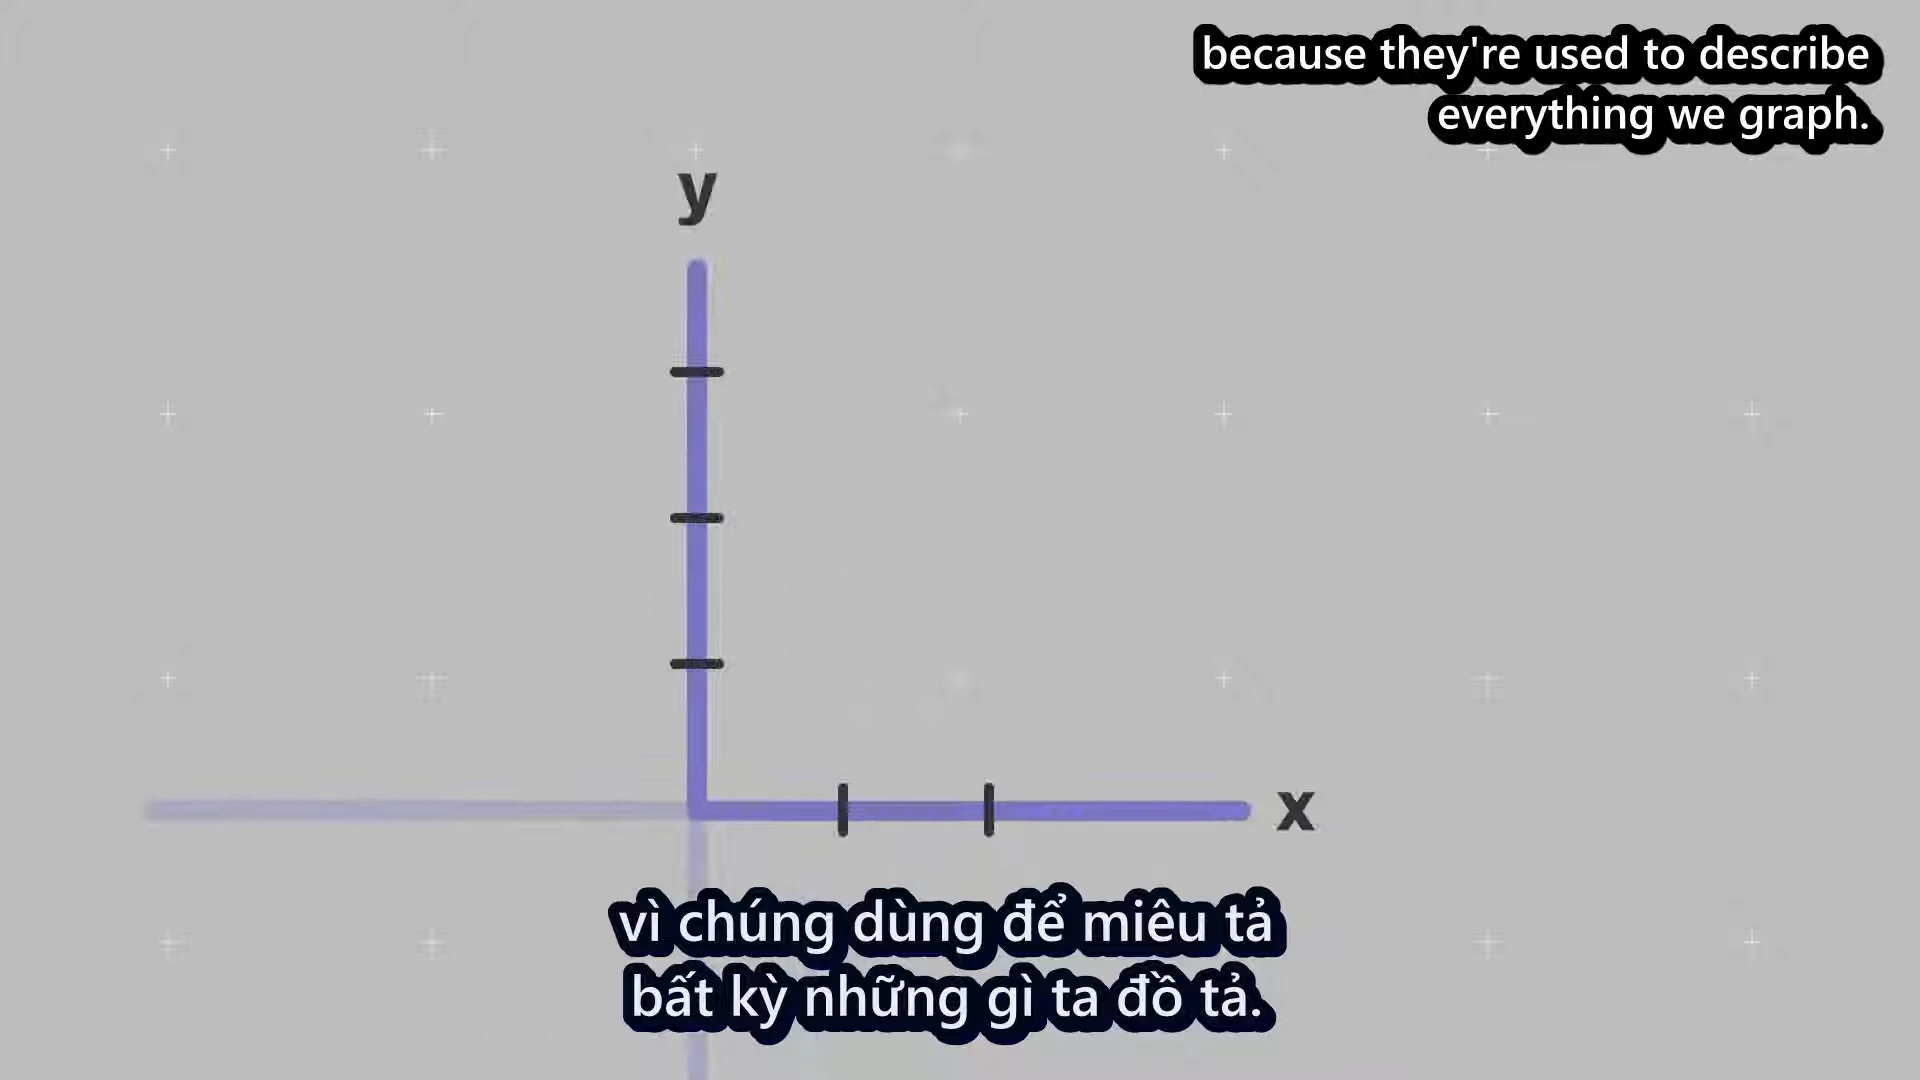 because they're used to describe
everything we graph.
y
x
vì chúng dùng để miêu tả
bất kỳ những gì ta đồ tả.